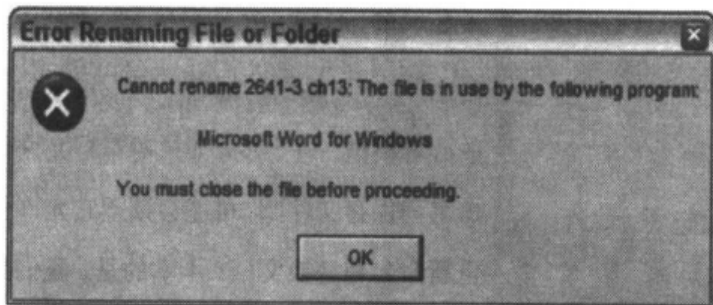 Error Renaming File or Folder
Cannot rename 2641-3 ch13: The file is in use by the following program:
Microsoft Word for Windows
You must close the file before proceeding.
OK